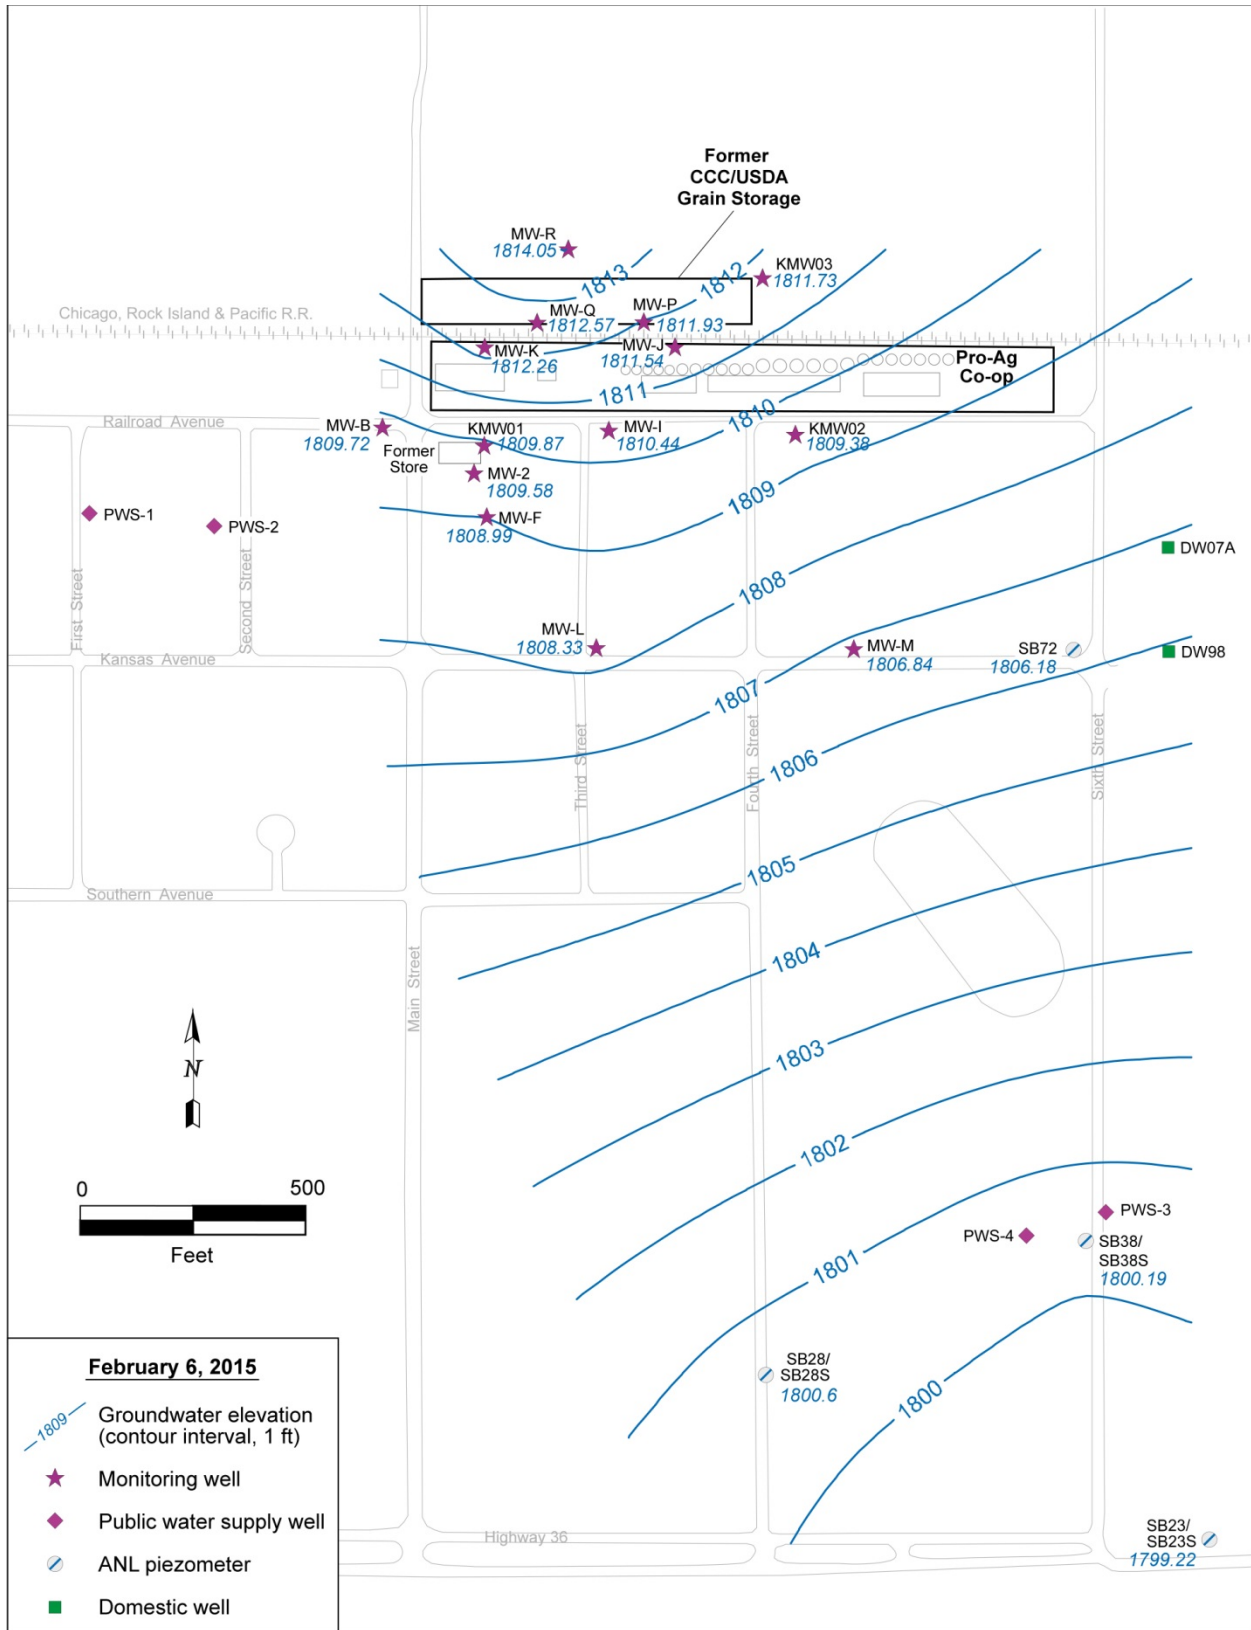 Former
CCC/USDA
Grain Storage
MW-R
1814.05
KMW03
1811.73
1813
1812
Chicago, Rock Island & Pacific R.R.
MW-Q
1812.57
MW-P
1811.93
MW-K
1812.26
MW-J
1811.54
Pro-Ag
Co-op
1811
1810
Railroad Avenue
MW-B
1809.72
KMW01
1809.87
MW-I
1810.44
KMW02
1809.38
Former
Store
MW-2
1809.58
1809
PWS-1
PWS-2
MW-F
1808.99
DW07A
First Street
Second Street
1808
MW-L
1808.33
MW-M
1806.84
SB72
1806.18
DW98
Kansas Avenue
1807
Third Street
Fourth Street
Sixth Street
1806
1805
Southern Avenue
Main Street
1804
N
1803
1802
0 500
Feet
PWS-3
PWS-4
SB38/
SB38S
1800.19
1801
SB28/
SB28S
1800.6
1800
Highway 36
SB23/
SB23S
1799.22
February 6, 2015
1809
Groundwater elevation
(contour interval, 1 ft)
Monitoring well
Public water supply well
ANL piezometer
Domestic well